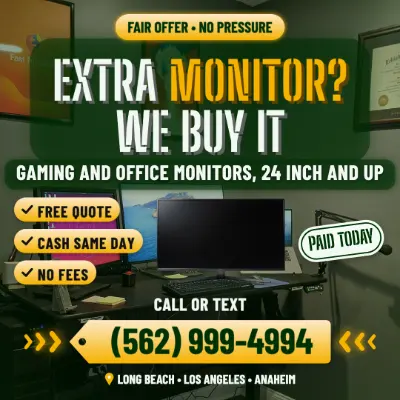 FAIR OFFER • NO PRESSURE
EXTRA MONITOR?
WE BUY IT
GAMING AND OFFICE MONITORS, 24 INCH AND UP
FREE QUOTE
CASH SAME DAY
NO FEES
PAID TODAY
CALL OR TEXT
(562) 999-4994
LONG BEACH • LOS ANGELES • ANAHEIM